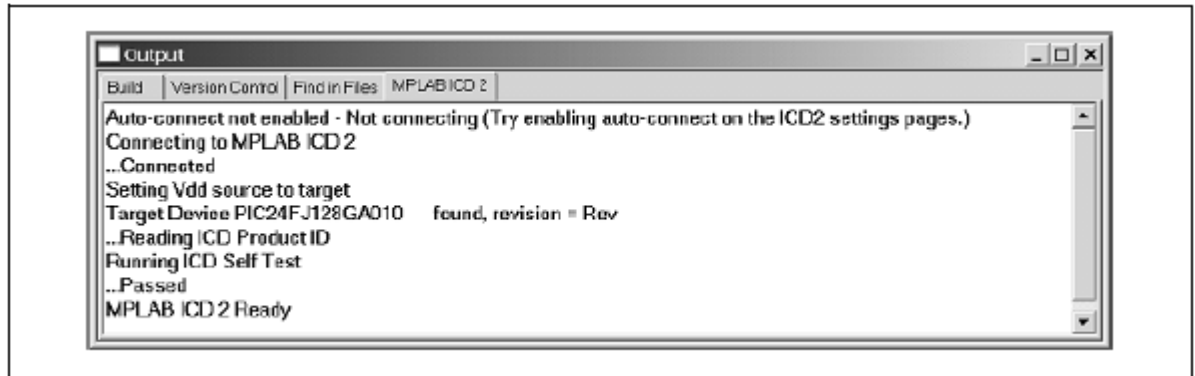 Output
Build Version Control Find in Files MPLAB ICD 2
Auto-connect not enabled - Not connecting (Try enabling auto-connect on the ICD2 settings pages.)
Connecting to MPLAB ICD 2
...Connected
Setting Vdd source to target
Target Device PIC24FJ128GA010 found, revision = Rev
...Reading ICD Product ID
Running ICD Self Test
...Passed
MPLAB ICD 2 Ready